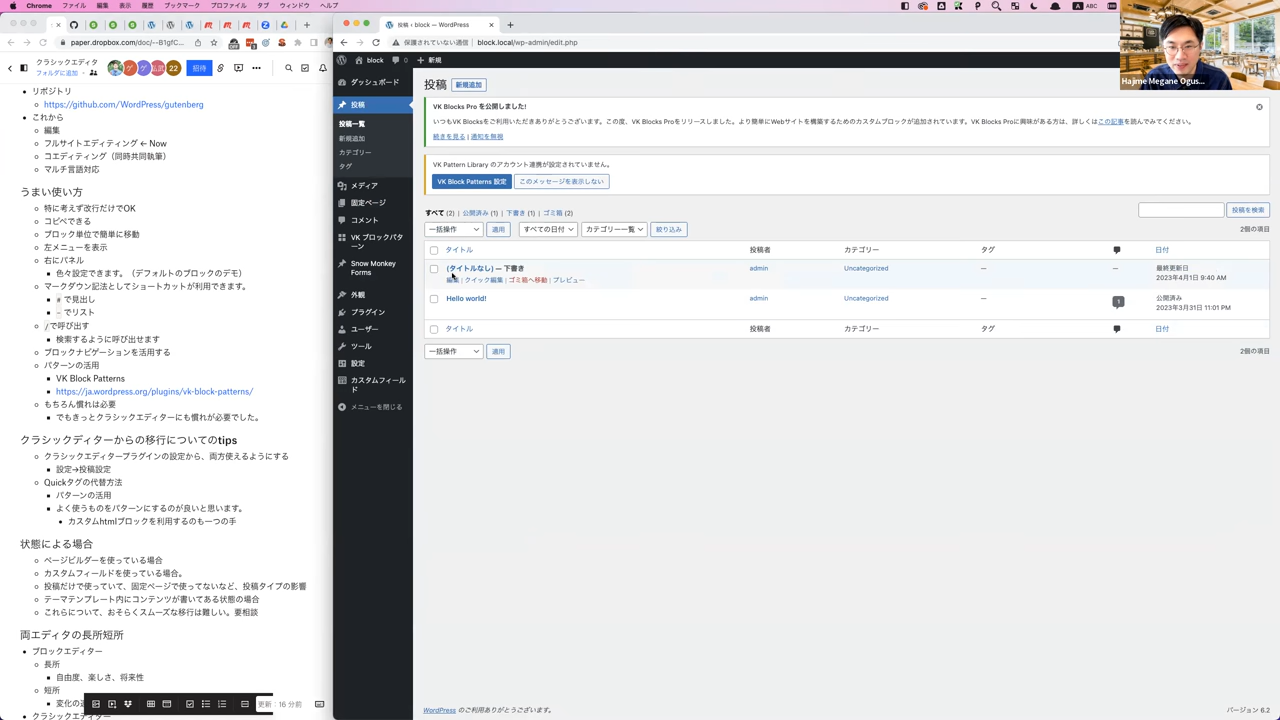 Chrome ファイル 編集 表示 履歴 ブックマーク プロファイル タブ ウィンドウ ヘルプ
ABC
paper.dropbox.com/doc/--B1gfC...
クラシックエディタ
フォルダに追加
22
招待
リポジトリ
https://github.com/WordPress/gutenberg
これから
編集
フルサイトエディティング ← Now
コエディティング（同時共同執筆）
マルチ言語対応
うまい使い方
特に考えず改行だけでOK
コピペできる
ブロック単位で簡単に移動
左メニューを表示
右にパネル
色々設定できます。（デフォルトのブロックのデモ）
マークダウン記法としてショートカットが利用できます。
# で見出し
- でリスト
/ で呼び出す
検索するように呼び出せます
ブロックナビゲーションを活用する
パターンの活用
VK Block Patterns
https://ja.wordpress.org/plugins/vk-block-patterns/
もちろん慣れは必要
でもきっとクラシックエディターにも慣れが必要でした。
クラシックディターからの移行についてのtips
クラシックエディタープラグインの設定から、両方使えるようにする
設定→投稿設定
Quickタグの代替方法
パターンの活用
よく使うものをパターンにするのが良いと思います。
カスタムhtmlブロックを利用するのも一つの手
状態による場合
ページビルダーを使っている場合
カスタムフィールドを使っている場合。
投稿だけで使っていて、固定ページで使ってないなど、投稿タイプの影響
テーマテンプレート内にコンテンツが書いてある状態の場合
これらについて、おそらくスムーズな移行は難しい。要相談
両エディタの長所短所
ブロックエディター
長所
自由度、楽しさ、将来性
短所
変化の
クラシックエディター
更新：16 分前
投稿 ‹ block — WordPress
保護されていない通信 block.local/wp-admin/edit.php
block 0 新規
ダッシュボード
投稿
投稿一覧
新規追加
カテゴリー
タグ
メディア
固定ページ
コメント
VK ブロックパターン
Snow Monkey
Forms
外観
プラグイン
ユーザー
ツール
設定
カスタムフィールド
メニューを閉じる
投稿 新規追加
VK Blocks Pro を公開しました!
いつもVK Blocksをご利用いただきありがとうございます。この度、VK Blocks Proをリリースしました。より簡単にWebサイトを構築するためのカスタムブロックが追加されています。VK Blocks Proに興味がある方は、詳しくはこの記事を読んでみてください。
続きを見る | 通知を無視
VK Pattern Library のアカウント連携が設定されていません。
VK Block Patterns 設定 このメッセージを表示しない
すべて (2) | 公開済み (1) | 下書き (1) | ゴミ箱 (2)
投稿を検索
一括操作 適用 すべての日付 カテゴリー一覧 絞り込み 2個の項目
タイトル 投稿者 カテゴリー タグ 日付
(タイトルなし) — 下書き admin Uncategorized — — 最終更新日
2023年4月1日 9:40 AM
編集 | クイック編集 | ゴミ箱へ移動 | プレビュー
Hello world! admin Uncategorized — 1 公開済み
2023年3月31日 11:01 PM
タイトル 投稿者 カテゴリー タグ 日付
一括操作 適用 2個の項目
WordPress のご利用ありがとうございます。
バージョン 6.2
Hajime Megane Ogus...